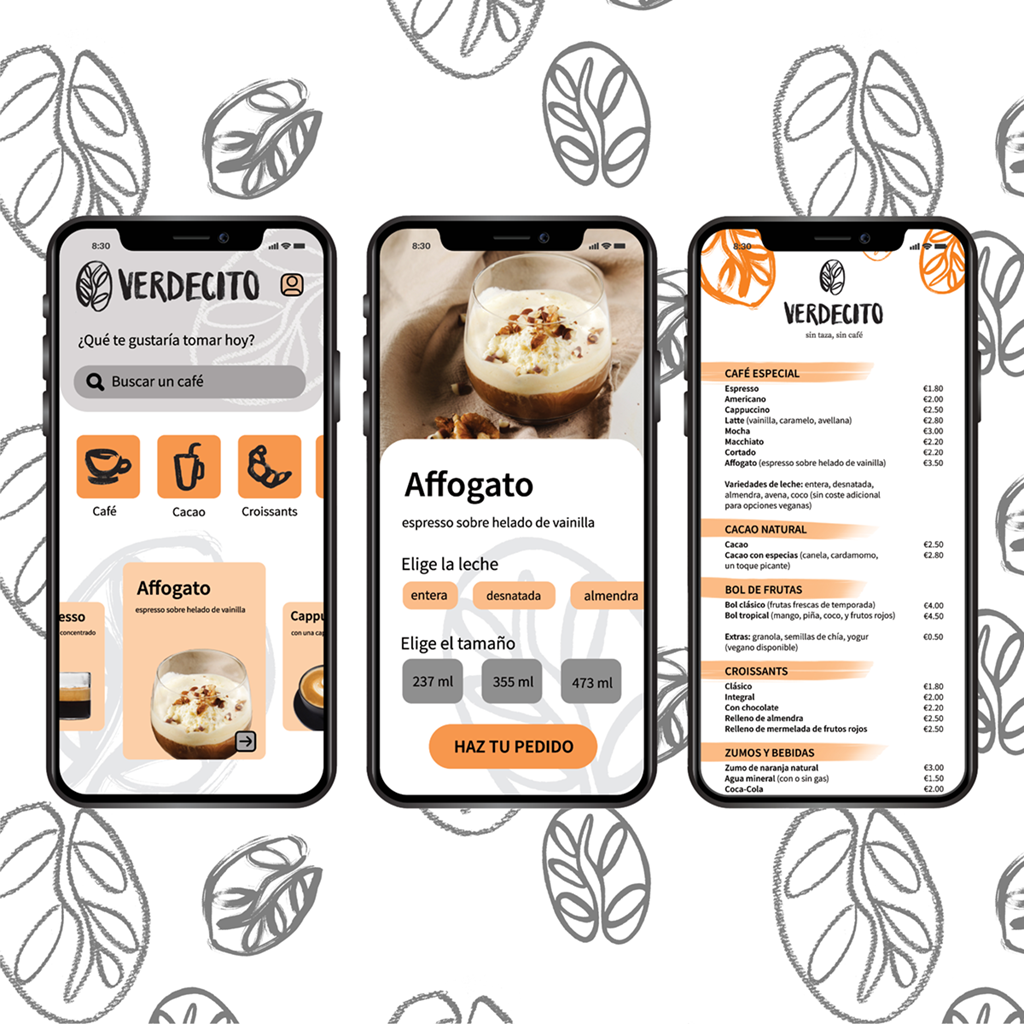 8:30
VERDECITO
¿Qué te gustaría tomar hoy?
Buscar un café
Café
Cacao
Croissants
esso
concentrado
Affogato
espresso sobre helado de vainilla
Cappu
con una cap
8:30
Affogato
espresso sobre helado de vainilla
Elige la leche
entera
desnatada
almendra
Elige el tamaño
237 ml
355 ml
473 ml
HAZ TU PEDIDO
8:30
VERDECITO
sin taza, sin café
CAFÉ ESPECIAL
Espresso €1.80
Americano €2.00
Cappuccino €2.50
Latte (vainilla, caramelo, avellana) €2.80
Mocha €3.00
Macchiato €2.20
Cortado €2.20
Affogato (espresso sobre helado de vainilla) €3.50
Variedades de leche: entera, desnatada,
almendra, avena, coco (sin coste adicional
para opciones veganas)
CACAO NATURAL
Cacao €2.50
Cacao con especias (canela, cardamomo, €2.80
un toque picante)
BOL DE FRUTAS
Bol clásico (frutas frescas de temporada) €4.00
Bol tropical (mango, piña, coco, y frutos rojos) €4.50
Extras: granola, semillas de chía, yogur €0.50
(vegano disponible)
CROISSANTS
Clásico €1.80
Integral €2.00
Con chocolate €2.20
Relleno de almendra €2.50
Relleno de mermelada de frutos rojos €2.50
ZUMOS Y BEBIDAS
Zumo de naranja natural €3.00
Agua mineral (con o sin gas) €1.50
Coca-Cola €2.00